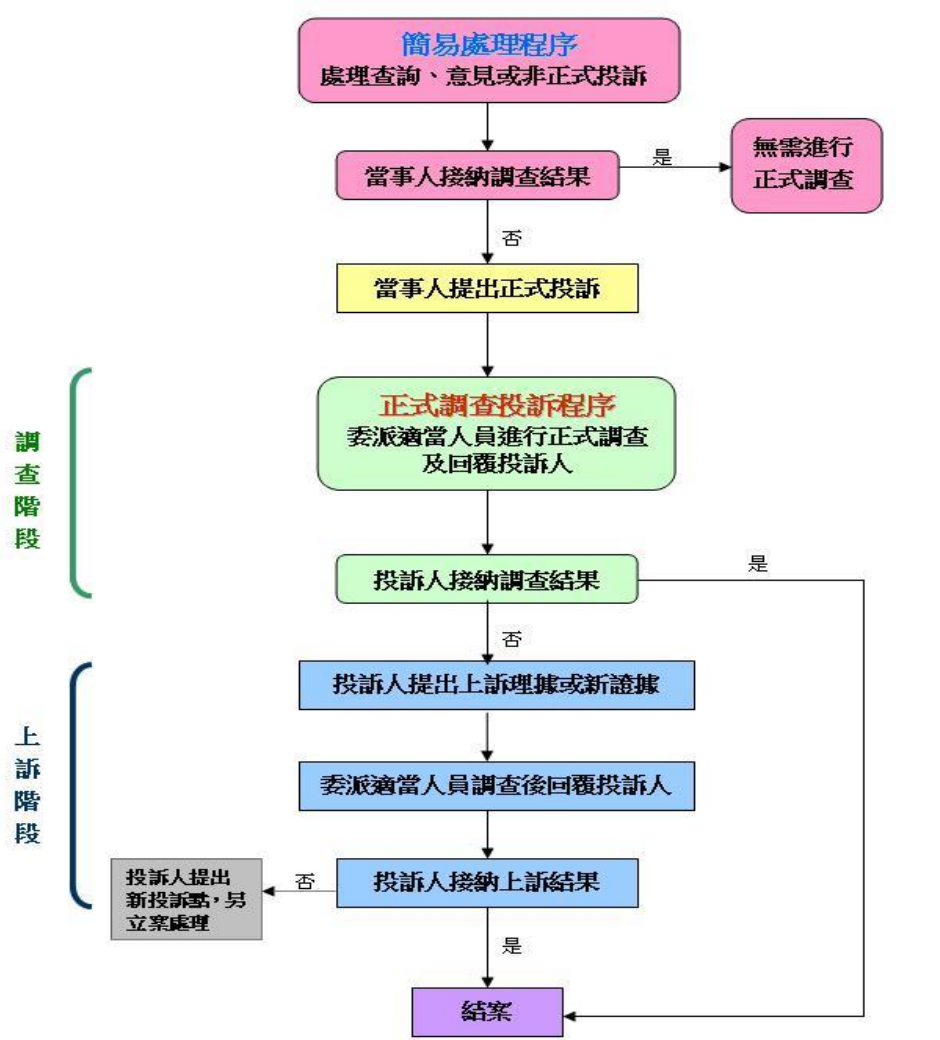 簡易處理程序
處理查詢、意見或非正式投訴
當事人接納調查結果
是
無需進行
正式調查
否
當事人提出正式投訴
調
查
階
段
正式調查投訴程序
委派適當人員進行正式調查
及回覆投訴人
投訴人接納調查結果
是
否
上
訴
階
段
投訴人提出上訴理據或新證據
委派適當人員調查後回覆投訴人
投訴人接納上訴結果
否
投訴人提出
新投訴點，另
立案處理
是
結案